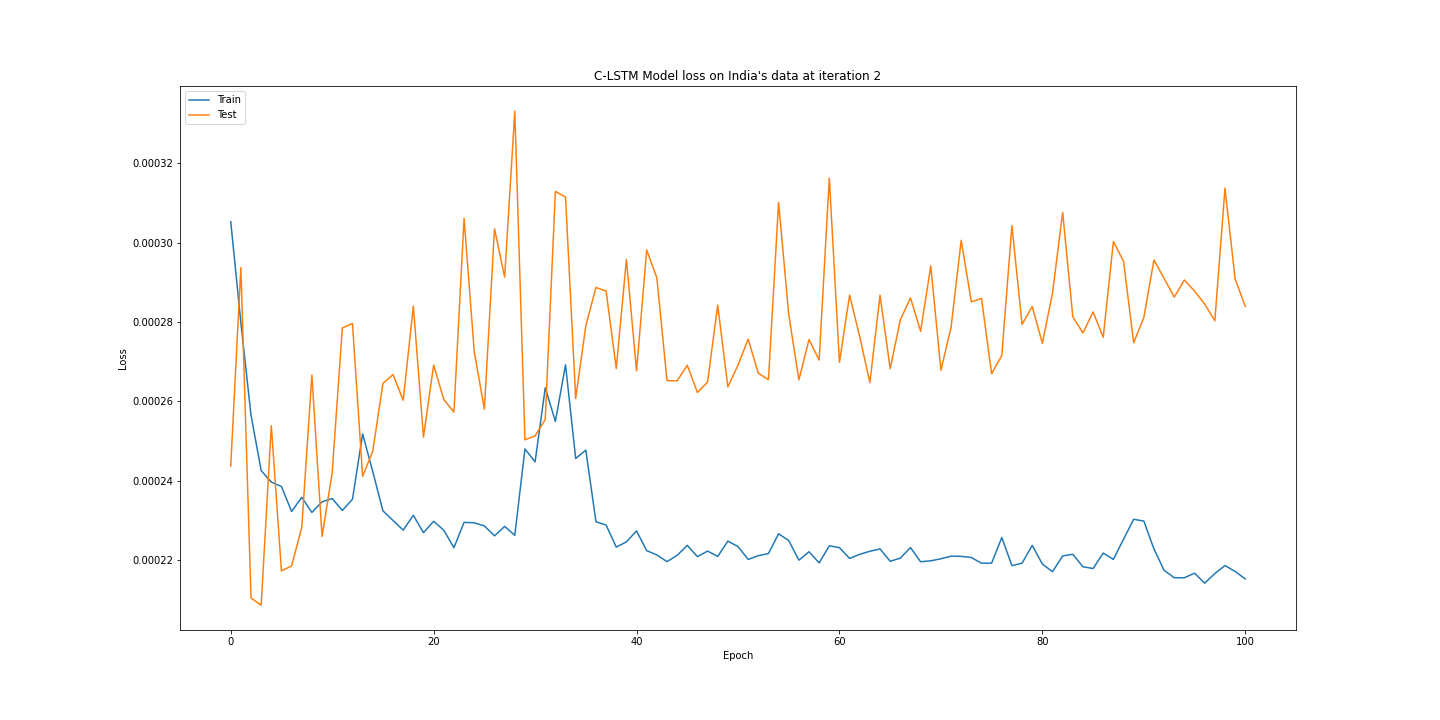 C-LSTM Model loss on India's data at iteration 2
Train
Test
0.00032
0.00030
0.00028
0.00026
0.00024
0.00022
Loss
0 20 40 60 80 100
Epoch